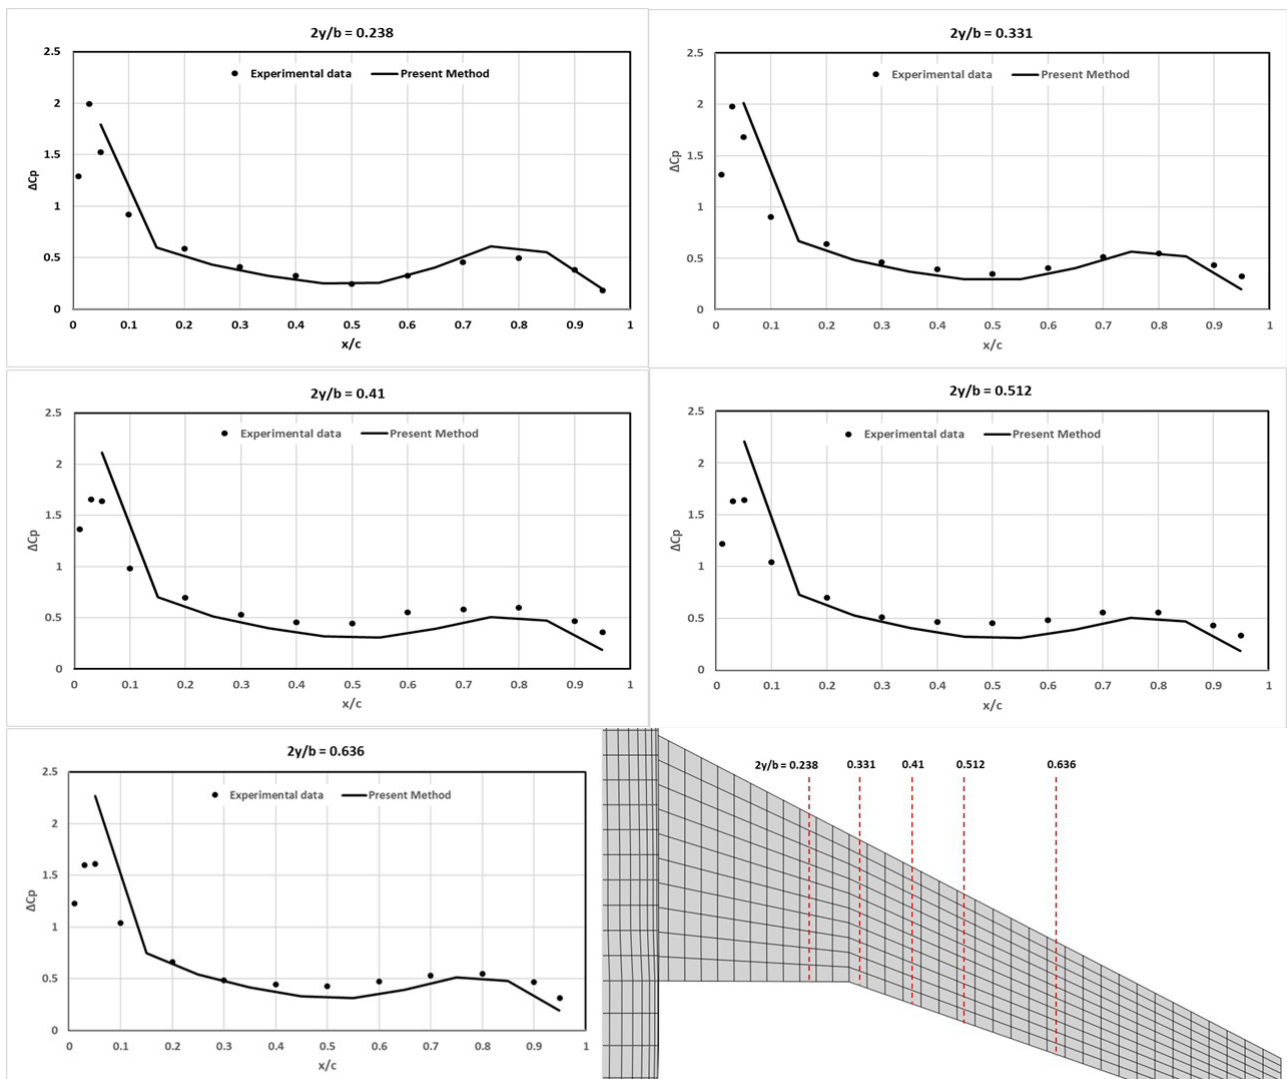 2y/b = 0.238
Experimental data
Present Method
2.5
2
1.5
1
0.5
0
ΔCp
0 0.1 0.2 0.3 0.4 0.5 0.6 0.7 0.8 0.9 1
x/c
2y/b = 0.331
Experimental data
Present Method
2.5
2
1.5
1
0.5
0
ΔCp
0 0.1 0.2 0.3 0.4 0.5 0.6 0.7 0.8 0.9 1
x/c
2y/b = 0.41
Experimental data
Present Method
2.5
2
1.5
1
0.5
0
ΔCp
0 0.1 0.2 0.3 0.4 0.5 0.6 0.7 0.8 0.9 1
x/c
2y/b = 0.512
Experimental data
Present Method
2.5
2
1.5
1
0.5
0
ΔCp
0 0.1 0.2 0.3 0.4 0.5 0.6 0.7 0.8 0.9 1
x/c
2y/b = 0.636
Experimental data
Present Method
2.5
2
1.5
1
0.5
0
ΔCp
0 0.1 0.2 0.3 0.4 0.5 0.6 0.7 0.8 0.9 1
x/c
2y/b = 0.238 0.331 0.41 0.512 0.636